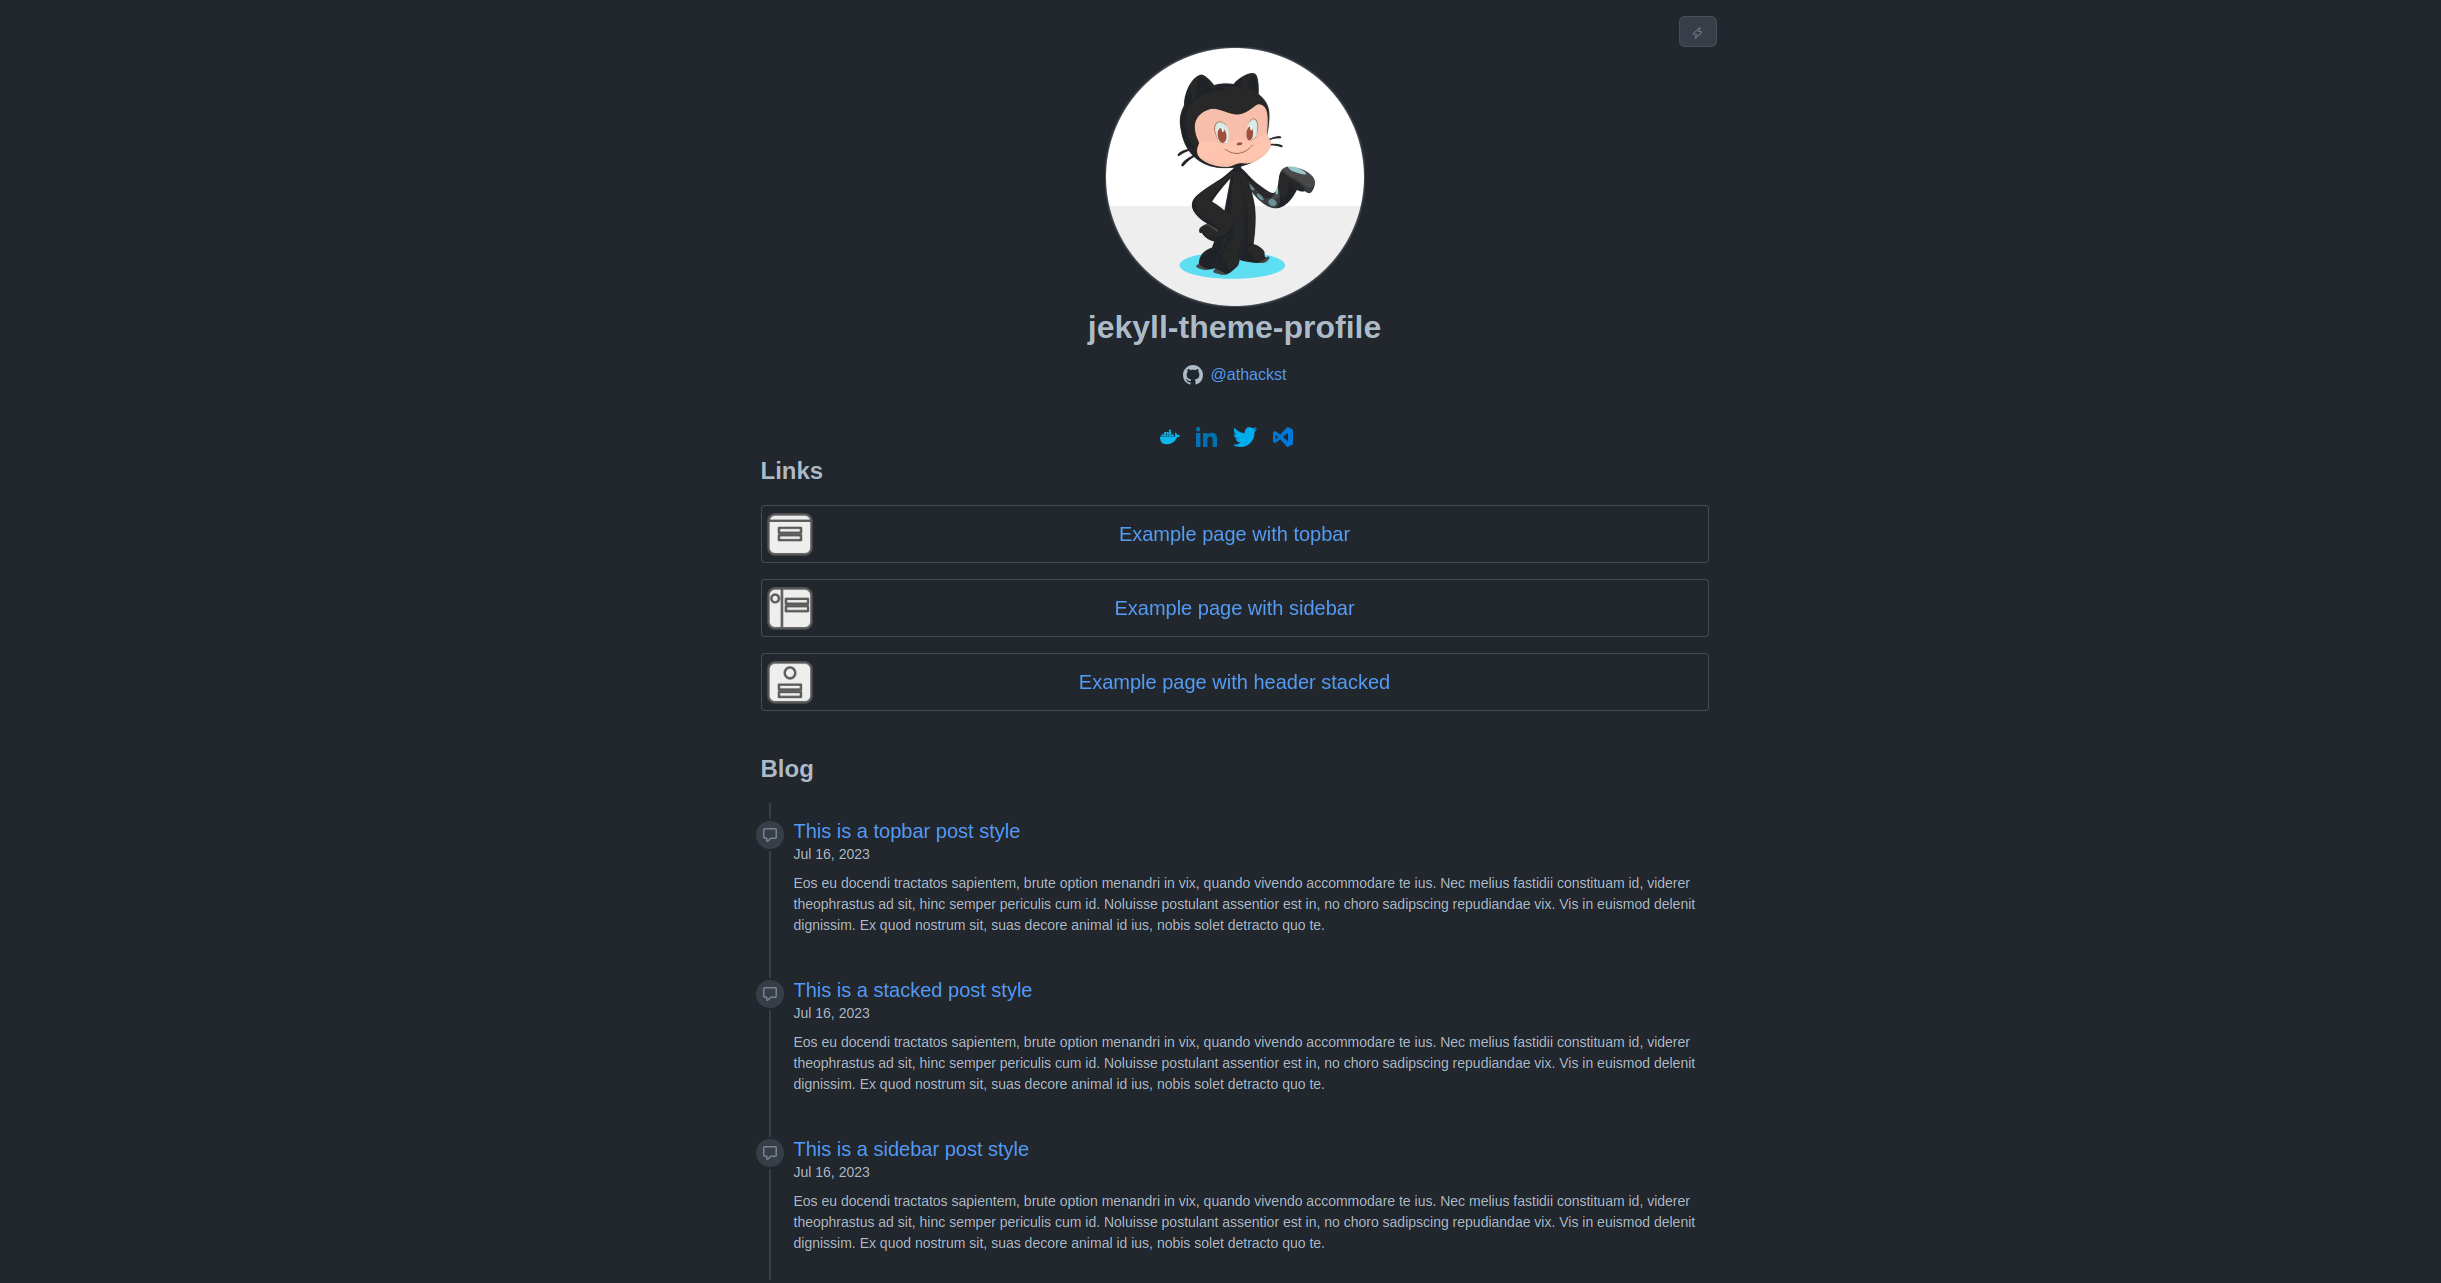 jekyll-theme-profile
@athackst
Links
Example page with topbar
Example page with sidebar
Example page with header stacked
Blog
This is a topbar post style
Jul 16, 2023
Eos eu docendi tractatos sapientem, brute option menandri in vix, quando vivendo accommodare te ius. Nec melius fastidii constituam id, viderer
theophrastus ad sit, hinc semper periculis cum id. Noluisse postulant assentior est in, no choro sadipscing repudiandae vix. Vis in euismod delenit
dignissim. Ex quod nostrum sit, suas decore animal id ius, nobis solet detracto quo te.
This is a stacked post style
Jul 16, 2023
Eos eu docendi tractatos sapientem, brute option menandri in vix, quando vivendo accommodare te ius. Nec melius fastidii constituam id, viderer
theophrastus ad sit, hinc semper periculis cum id. Noluisse postulant assentior est in, no choro sadipscing repudiandae vix. Vis in euismod delenit
dignissim. Ex quod nostrum sit, suas decore animal id ius, nobis solet detracto quo te.
This is a sidebar post style
Jul 16, 2023
Eos eu docendi tractatos sapientem, brute option menandri in vix, quando vivendo accommodare te ius. Nec melius fastidii constituam id, viderer
theophrastus ad sit, hinc semper periculis cum id. Noluisse postulant assentior est in, no choro sadipscing repudiandae vix. Vis in euismod delenit
dignissim. Ex quod nostrum sit, suas decore animal id ius, nobis solet detracto quo te.